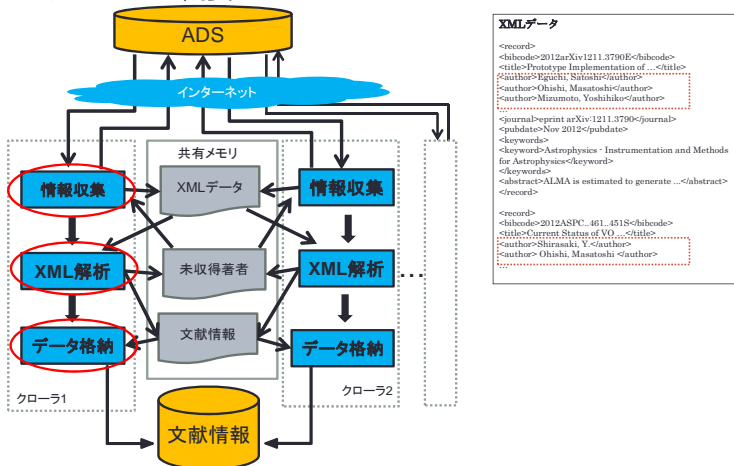 ADS
インターネット
共有メモリ
情報収集
XMLデータ
情報収集
XML解析
未取得著者
XML解析
...
データ格納
文献情報
データ格納
クローラ1
クローラ2
文献情報
XMLデータ
<record>
<bibcode>2012arXiv1211.3790E</bibcode>
<title>Prototype Implementation of ...</title>
<author>Eguchi, Satoshi</author>
<author>Ohishi, Masatoshi</author>
<author>Mizumoto, Yoshihiko</author>
...
<journal>eprint arXiv:1211.3790</journal>
<pubdate>Nov 2012</pubdate>
<keywords>
<keyword>Astrophysics - Instrumentation and Methods
for Astrophysics</keyword>
</keywords>
<abstract>ALMA is estimated to generate ...</abstract>
</record>
<record>
<bibcode>2012ASPC..461..451S</bibcode>
<title>Current Status of VO ...</title>
<author>Shirasaki, Y.</author>
<author> Ohishi, Masatoshi </author>
...